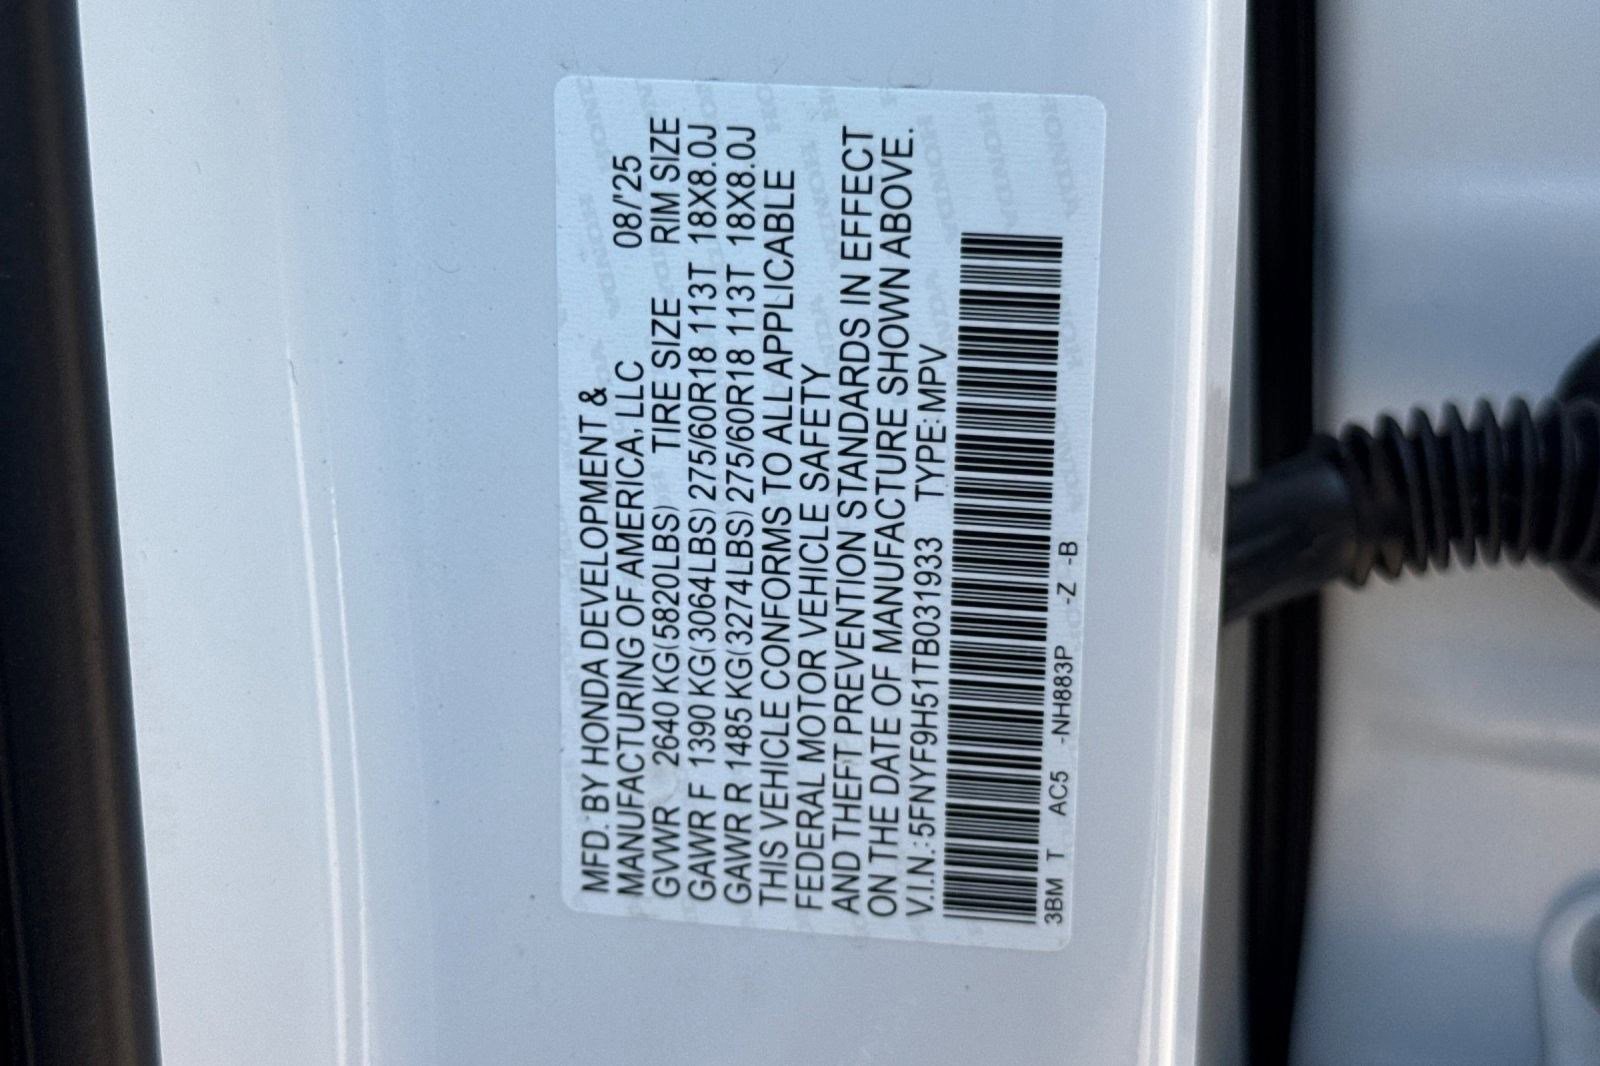 MFD. BY HONDA DEVELOPMENT &
MANUFACTURING OF AMERICA, LLC 08/'25
GVWR 2640 KG(5820LBS) TIRE SIZE RIM SIZE
GAWR F 1390 KG(3064LBS) 275/60R18 113T 18X8.0J
GAWR R 1485 KG(3274LBS) 275/60R18 113T 18X8.0J
THIS VEHICLE CONFORMS TO ALL APPLICABLE
FEDERAL MOTOR VEHICLE SAFETY
AND THEFT PREVENTION STANDARDS IN EFFECT
ON THE DATE OF MANUFACTURE SHOWN ABOVE.
V.I.N.:5FNYF9H51TB031933 TYPE:MPV
3BM T AC5 -NH883P -Z -B